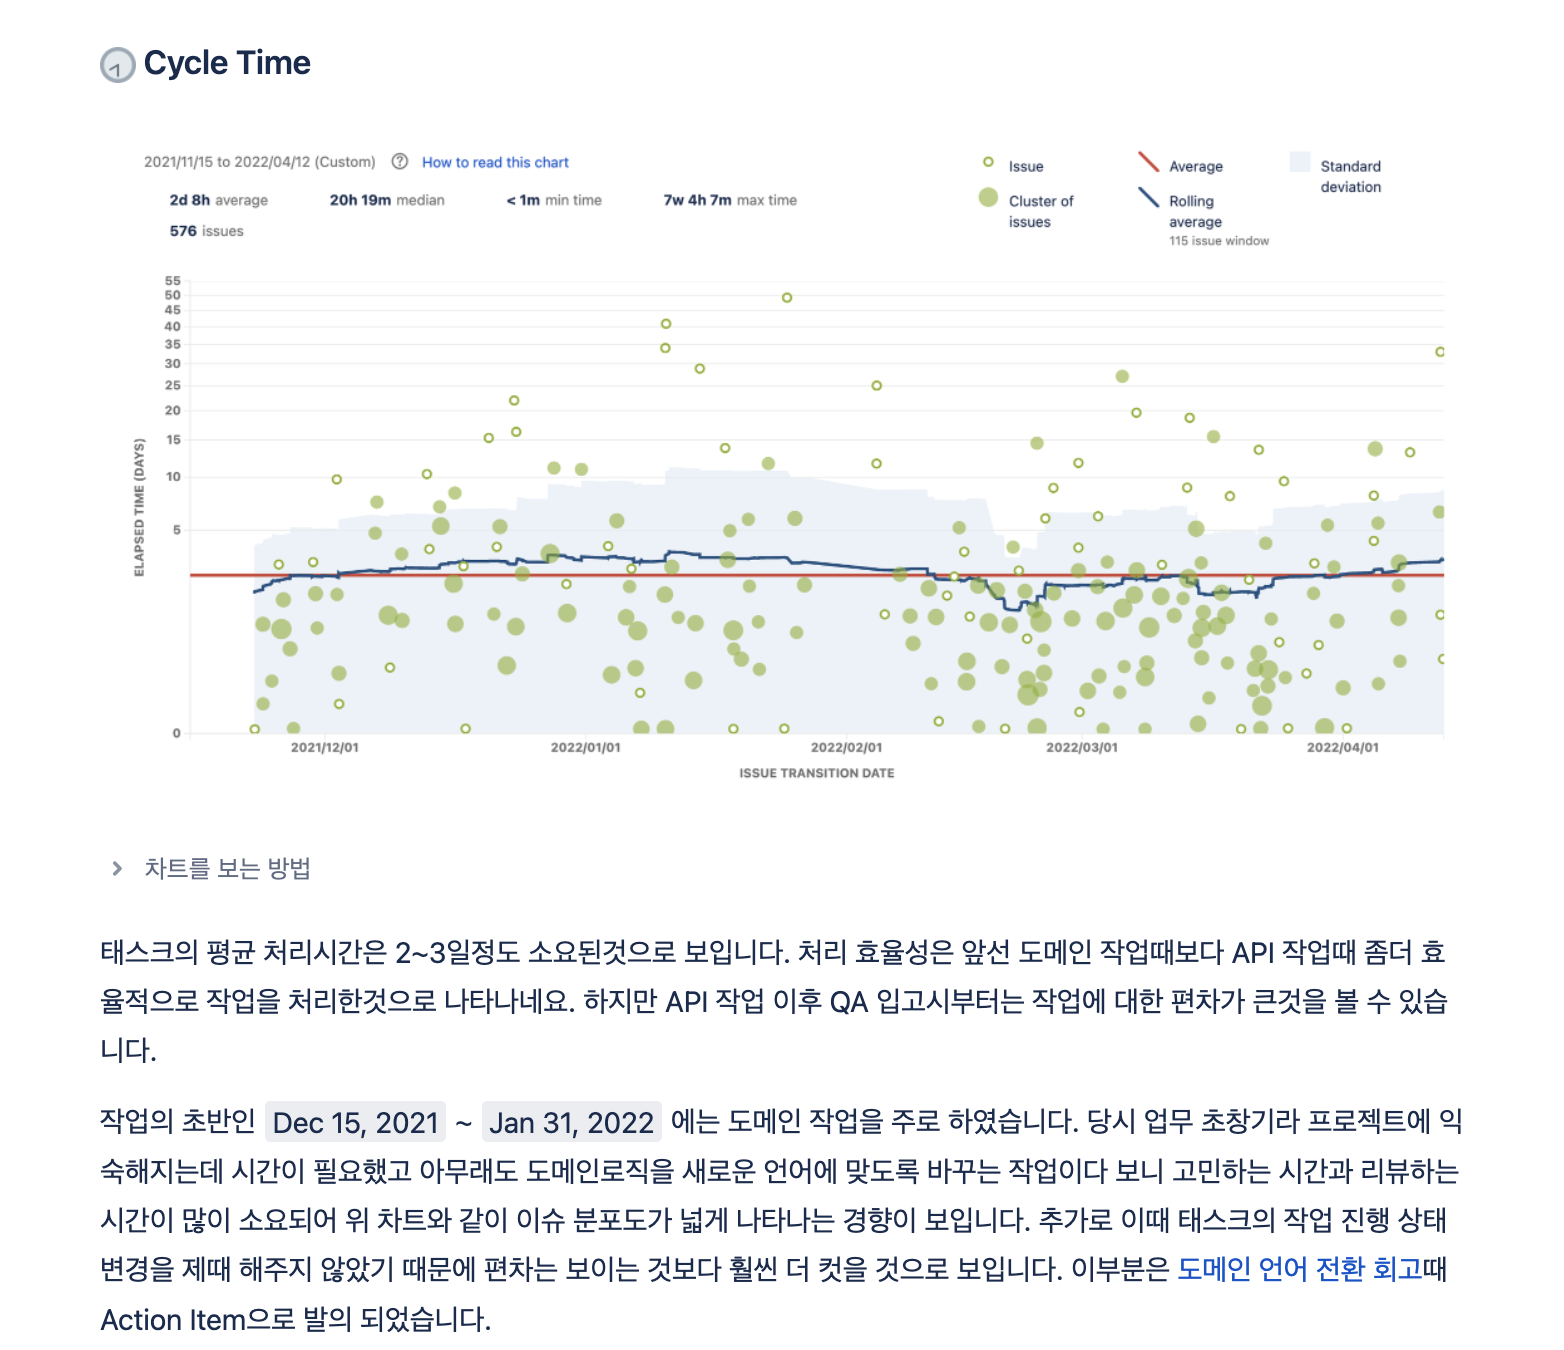 Cycle Time
2021/11/15 to 2022/04/12 (Custom) ? How to read this chart
2d 8h average 20h 19m median < 1m min time 7w 4h 7m max time
576 issues
Issue
Cluster of
issues
Average
Rolling
average
115 issue window
Standard
deviation
ELAPSED TIME (DAYS)
55
50
45
40
35
30
25
20
15
10
5
0
2021/12/01 2022/01/01 2022/02/01 2022/03/01 2022/04/01
ISSUE TRANSITION DATE
차트를 보는 방법
태스크의 평균 처리시간은 2~3일정도 소요된것으로 보입니다. 처리 효율성은 앞선 도메인 작업때보다 API 작업때 좀더 효
율적으로 작업을 처리한것으로 나타나네요. 하지만 API 작업 이후 QA 입고시부터는 작업에 대한 편차가 큰것을 볼 수 있습
니다.
작업의 초반인 Dec 15, 2021 ~ Jan 31, 2022 에는 도메인 작업을 주로 하였습니다. 당시 업무 초창기라 프로젝트에 익
숙해지는데 시간이 필요했고 아무래도 도메인로직을 새로운 언어에 맞도록 바꾸는 작업이다 보니 고민하는 시간과 리뷰하는
시간이 많이 소요되어 위 차트와 같이 이슈 분포도가 넓게 나타나는 경향이 보입니다. 추가로 이때 태스크의 작업 진행 상태
변경을 제때 해주지 않았기 때문에 편차는 보이는 것보다 훨씬 더 컷을 것으로 보입니다. 이부분은 도메인 언어 전환 회고때
Action Item으로 발의 되었습니다.